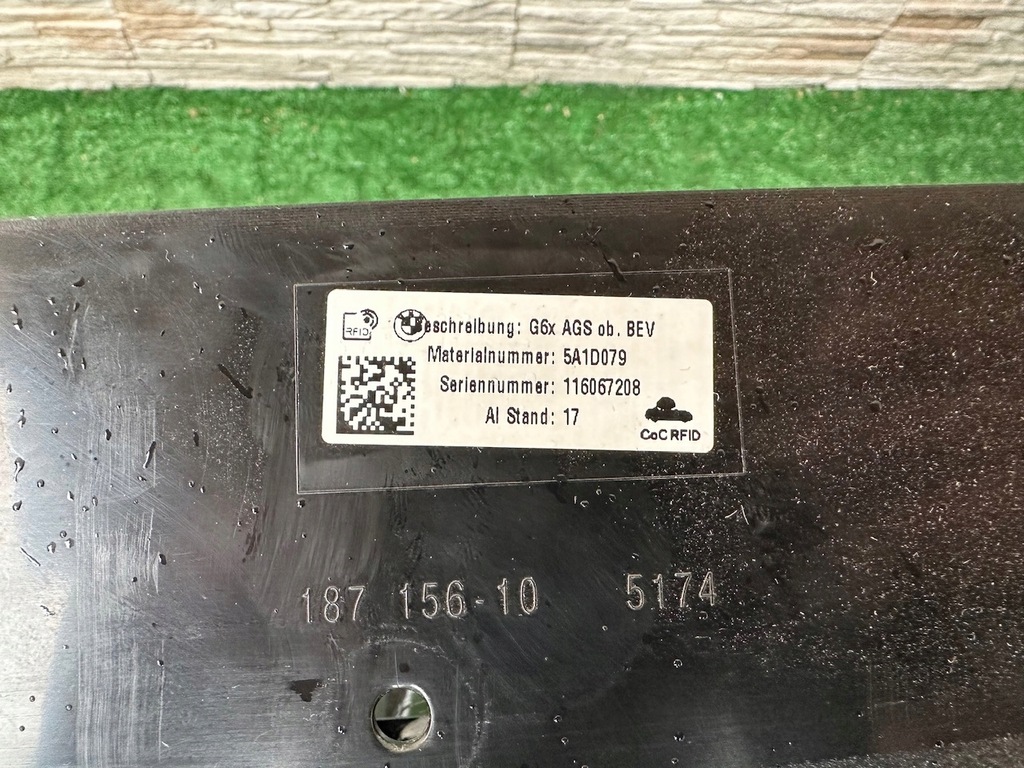 RFID
Beschreibung: G6x AGS ob. BEV
Materialnummer: 5A1D079
Seriennummer: 116067208
AI Stand: 17
CoC RFID
187 156-10 5174